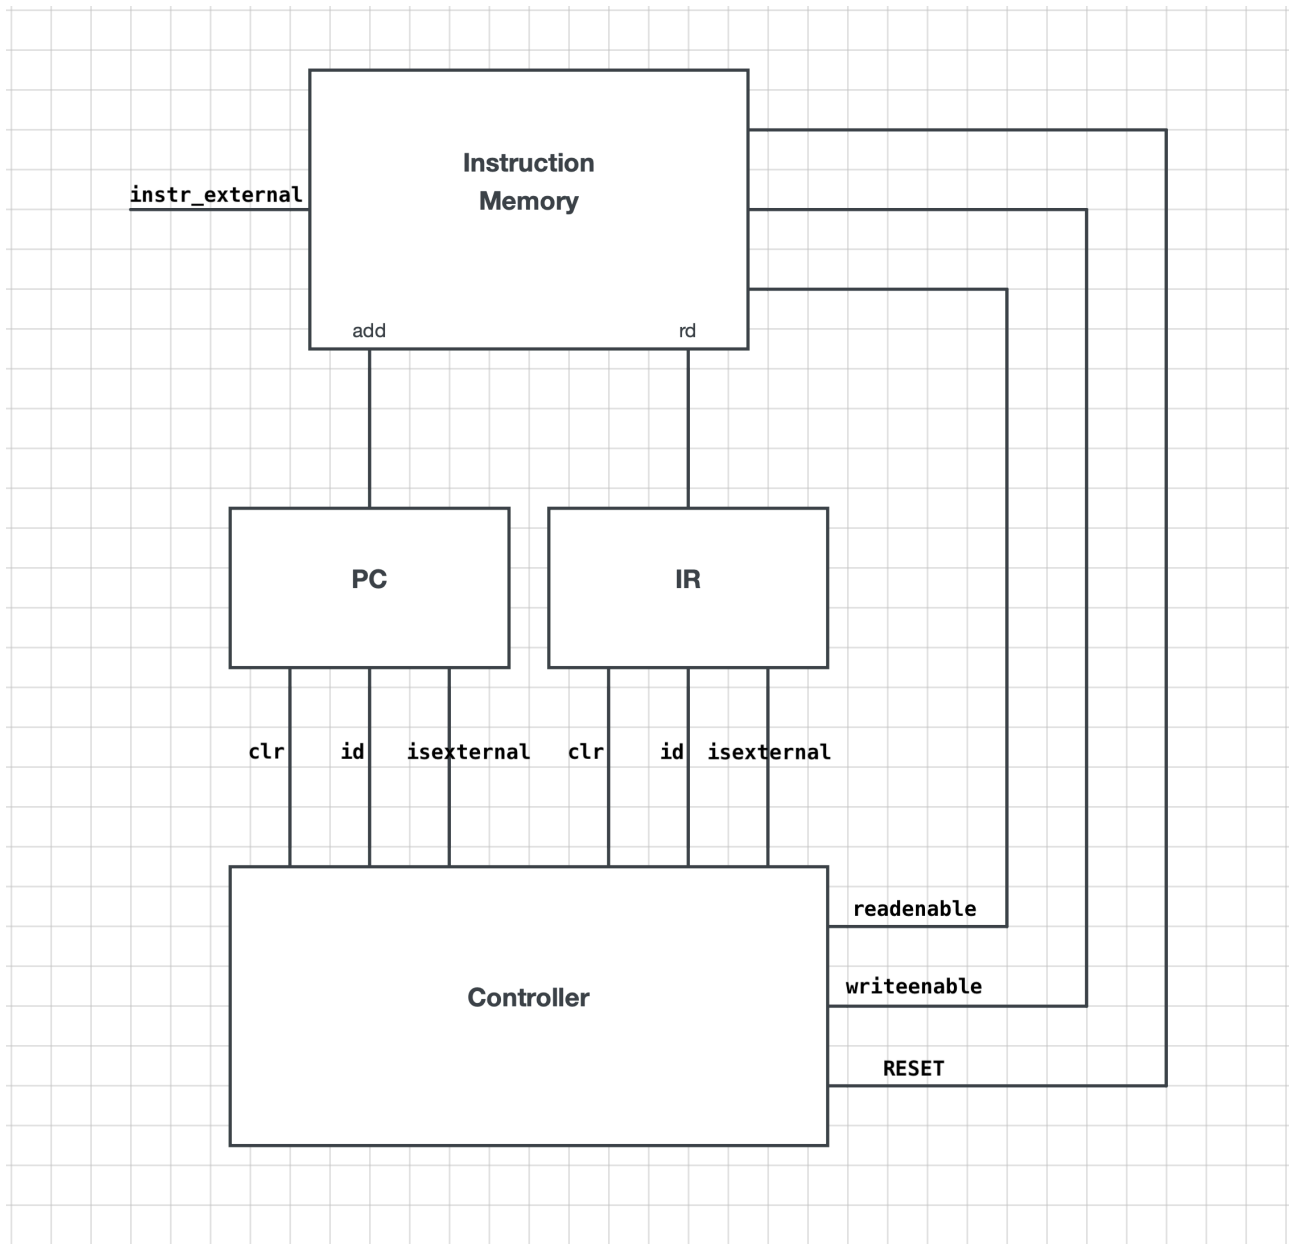 Instruction
Memory
instr_external
add
rd
PC
IR
clr
id
isexternal
clr
id
isexternal
readenable
Controller
writeenable
RESET